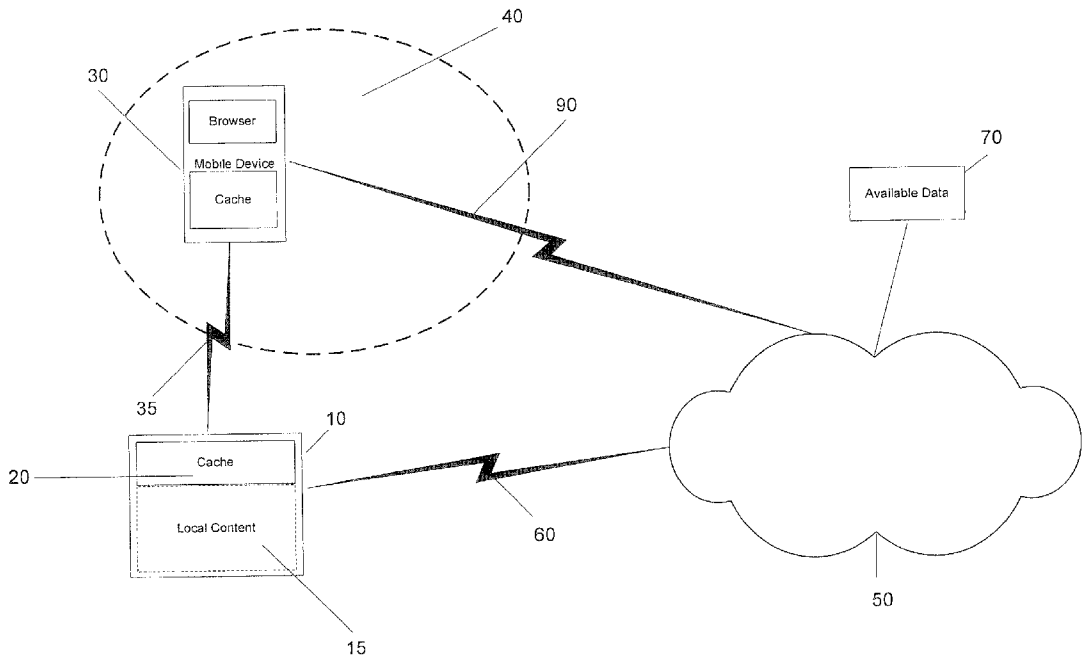 40
30
90
Browser
70
Mobile Device
Available Data
Cache
35
10
Cache
20
Local Content
60
50
15